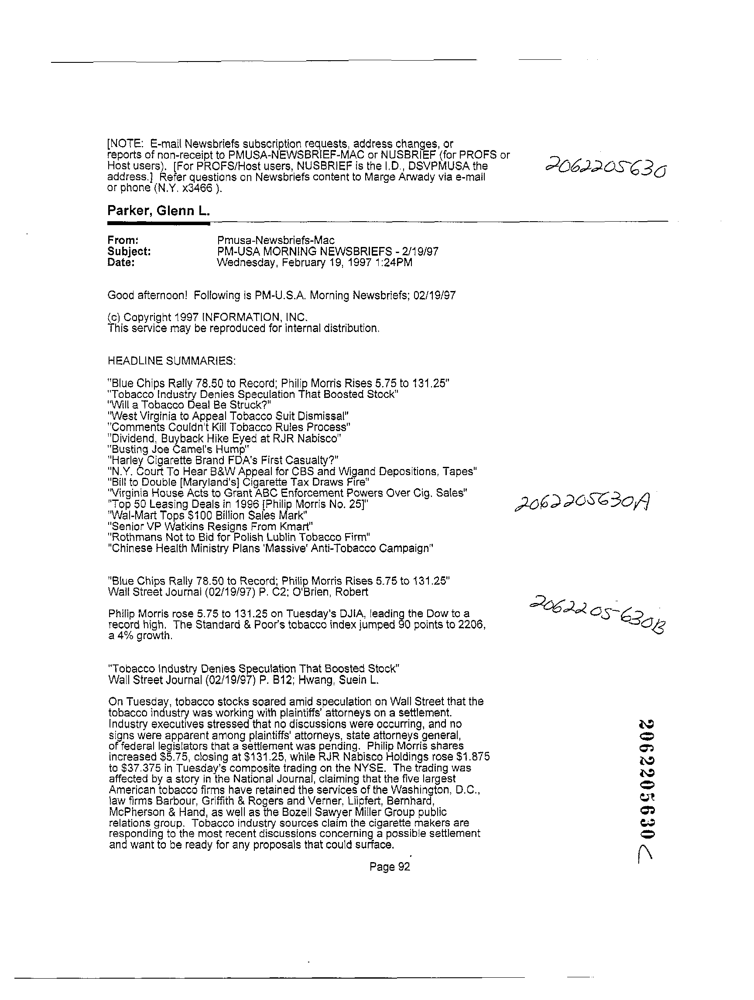 [NOTE: E-mail Newsbriefs subscription requests, address changes, or
reports of non-receipt to PMUSA-NEWSBRIEF-MAC or NUSBRIEF (for PROFS or
Host users). [For PROFS/Host users, NUSBRIEF is the I.D., DSVPMUSA the
address.] Refer questions on Newsbriefs content to Marge Arwady via e-mail
or phone (N.Y. x3466 ).
2062205630
Parker, Glenn L.
From: Pmusa-Newsbriefs-Mac
Subject: PM-USA MORNING NEWSBRIEFS - 2/19/97
Date: Wednesday, February 19, 1997 1:24PM
Good afternoon! Following is PM-U.S.A. Morning Newsbriefs; 02/19/97
(c) Copyright 1997 INFORMATION, INC.
This service may be reproduced for internal distribution.
HEADLINE SUMMARIES:
"Blue Chips Rally 78.50 to Record; Philip Morris Rises 5.75 to 131.25"
"Tobacco Industry Denies Speculation That Boosted Stock"
"Will a Tobacco Deal Be Struck?"
"West Virginia to Appeal Tobacco Suit Dismissal"
"Comments Couldn't Kill Tobacco Rules Process"
"Dividend, Buyback Hike Eyed at RJR Nabisco"
"Busting Joe Camel's Hump"
"Harley Cigarette Brand FDA's First Casualty?"
"N.Y. Court To Hear B&W Appeal for CBS and Wigand Depositions, Tapes"
"Bill to Double [Maryland's] Cigarette Tax Draws Fire"
"Virginia House Acts to Grant ABC Enforcement Powers Over Cig. Sales"
"Top 50 Leasing Deals in 1996 [Philip Morris No. 25]"
"Wal-Mart Tops $100 Billion Sales Mark"
"Senior VP Watkins Resigns From Kmart"
"Rothmans Not to Bid for Polish Lublin Tobacco Firm"
"Chinese Health Ministry Plans 'Massive' Anti-Tobacco Campaign"
2062205630A
"Blue Chips Rally 78.50 to Record; Philip Morris Rises 5.75 to 131.25"
Wall Street Journal (02/19/97) P. C2; O'Brien, Robert
Philip Morris rose 5.75 to 131.25 on Tuesday's DJIA, leading the Dow to a
record high. The Standard & Poor's tobacco index jumped 90 points to 2206,
a 4% growth.
2062205630B
"Tobacco Industry Denies Speculation That Boosted Stock"
Wall Street Journal (02/19/97) P. B12; Hwang, Suein L.
On Tuesday, tobacco stocks soared amid speculation on Wall Street that the
tobacco industry was working with plaintiffs' attorneys on a settlement.
Industry executives stressed that no discussions were occurring, and no
signs were apparent among plaintiffs' attorneys, state attorneys general,
of federal legislators that a settlement was pending. Philip Morris shares
increased $5.75, closing at $131.25, while RJR Nabisco Holdings rose $1.875
to $37.375 in Tuesday's composite trading on the NYSE. The trading was
affected by a story in the National Journal, claiming that the five largest
American tobacco firms have retained the services of the Washington, D.C.,
law firms Barbour, Griffith & Rogers and Verner, Liipfert, Bernhard,
McPherson & Hand, as well as the Bozell Sawyer Miller Group public
relations group. Tobacco industry sources claim the cigarette makers are
responding to the most recent discussions concerning a possible settlement
and want to be ready for any proposals that could surface.
2062205630C
Page 92